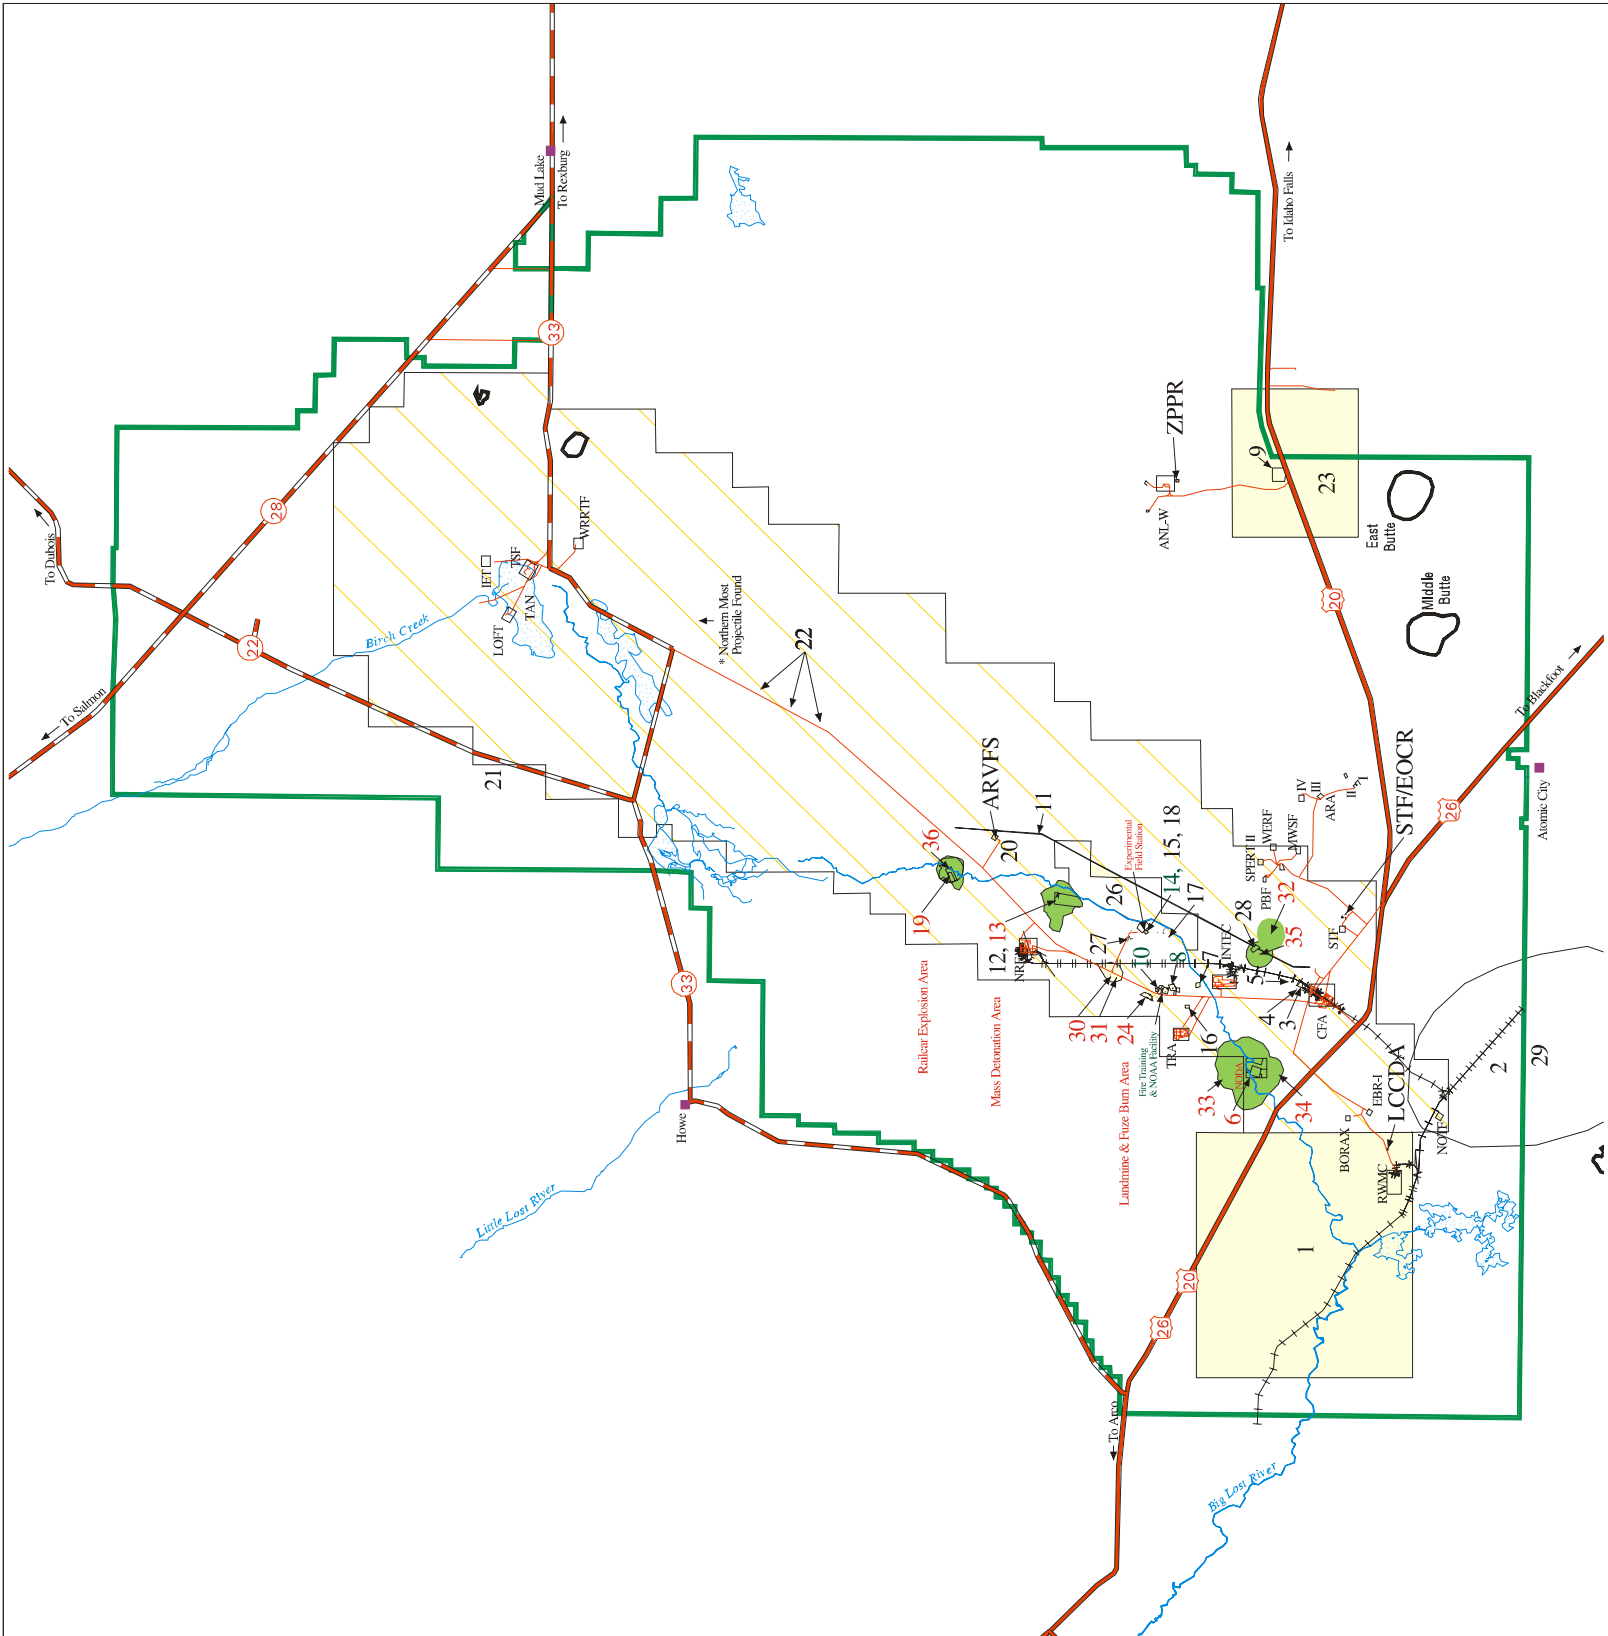 Mud Lake
To Rexburg
33
To Idaho Falls
28
To Dubois
22
To Salmon
Birch Creek
IET
TSF
LOFT
TAN
WRRTF
* Northern Most
Projectile Found
22
21
ZPPR
ANL-W
9
23
East
Butte
Middle
Butte
20
To Blackfoot
Atomic City
26
STF/EOCR
ARVFS
11
20
36
19
Experimental
Field Station
14, 15, 18
26
17
12, 13
NRF
27
10
8
7
INTEC
28
35
32
PBF
SPERT II
WERF
MWSF
IV
III
ARA
II
I
STF
5
4
3
CFA
30
31
24
Fire Training
& NOAA Facility
TRA
16
Railcar Explosion Area
Mass Detonation Area
Landmine & Fuze Burn Area
33
NODA
6
34
LCCDA
EBR-I
BORAX
RWMC
NOTF
2
29
1
33
Howe
Little Lost River
20
26
To Arco
Big Lost River